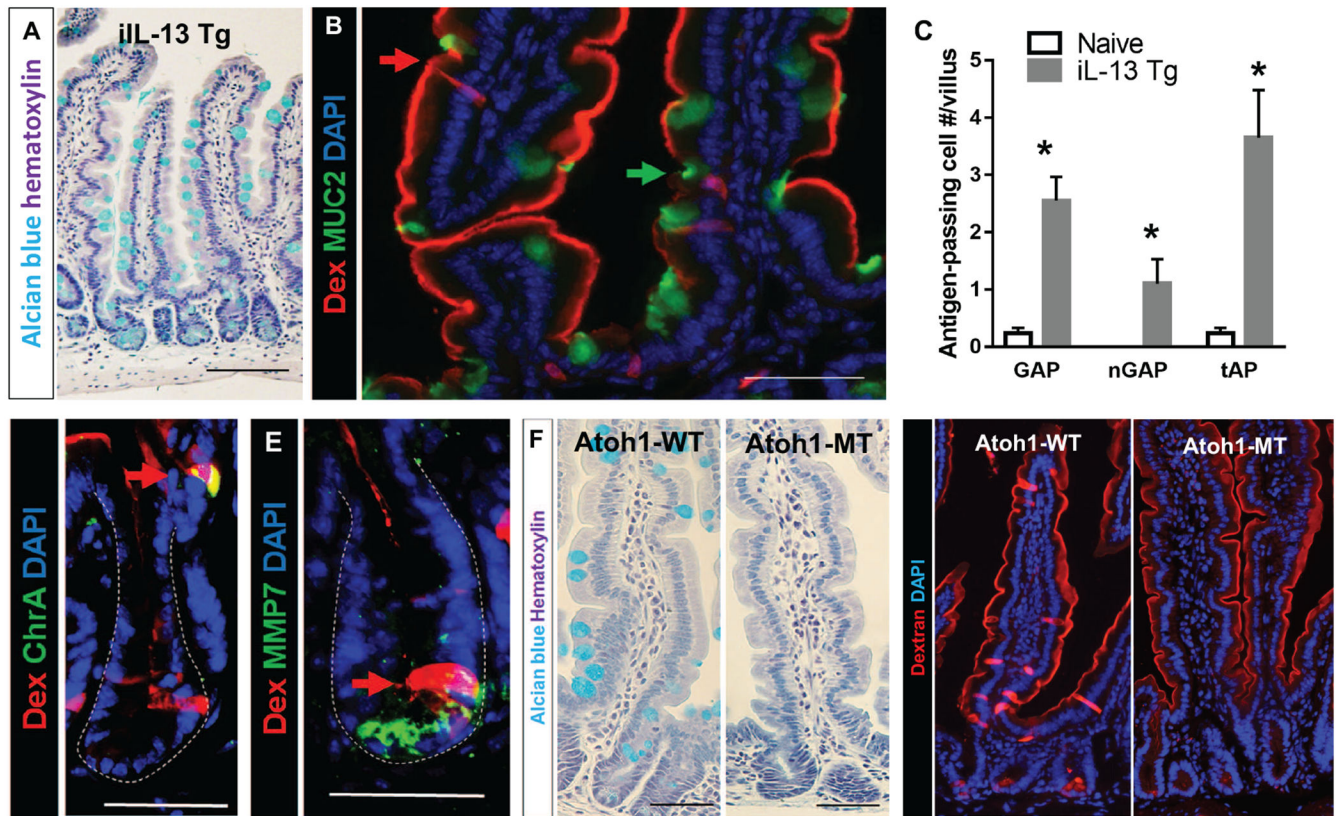 A
iIL-13 Tg
Alcian blue hematoxylin
B
Dex MUC2 DAPI
C
Naive
iL-13 Tg
Antigen-passing cell #/villus
5
4
3
2
1
0
*
*
*
GAP
nGAP
tAP
Dex ChrA DAPI
E
Dex MMP7 DAPI
F
Atoh1-WT
Atoh1-MT
Alcian blue Hematoxylin
Atoh1-WT
Atoh1-MT
Dextran DAPI